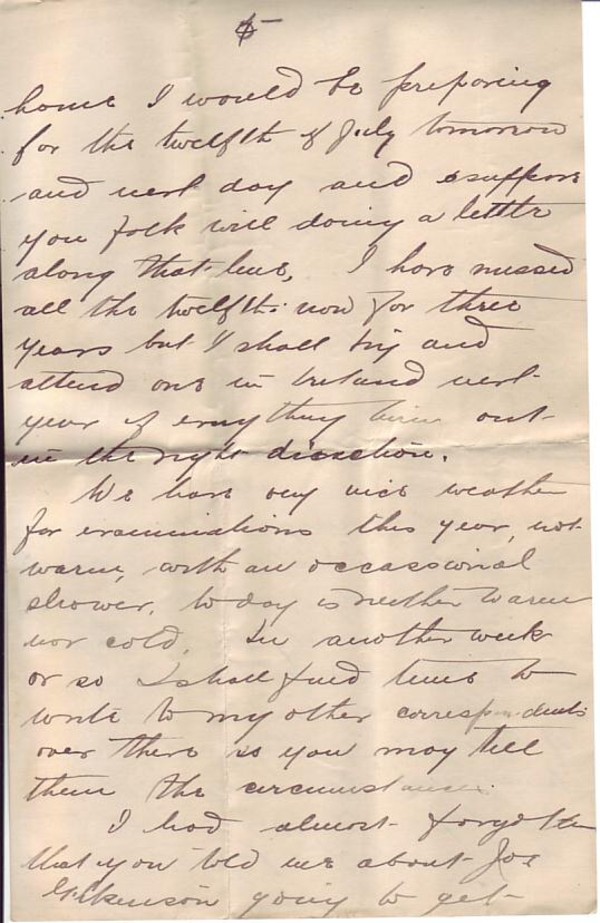 5
home I would be preparing
for the twelfth of July tomorrow
and next day and suppose
you folk will doing a little
along that line, I have missed
all the twelfths now for three
years but I shall try and
attend one in Ireland next
year if everything turns out
in the right direction.
We have very nice weather
for examinations this year, not
warm, with an occassional
shower, today is neither warm
nor cold. In another week
or so I shall find time to
write to my other correspondents
over there so you may tell
them the circumstances.
I had almost forgotten
that you told me about Joe
going to get